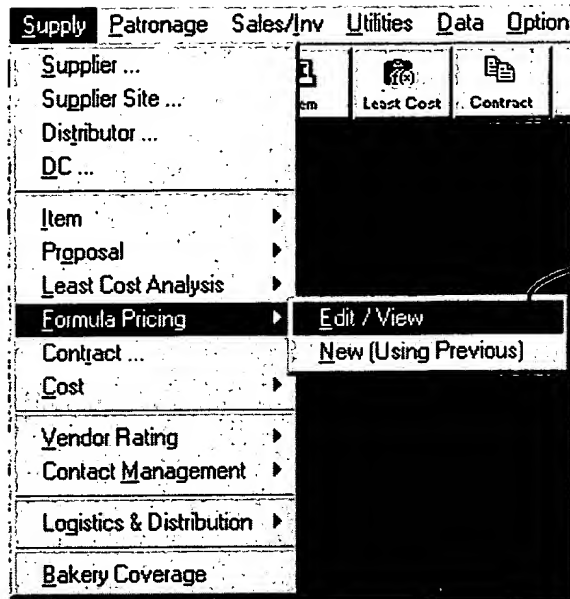 Supply Patronage Sales/Inv Utilities Data Option
Supplier ...
Supplier Site ...
Distributor ...
DC ...
em
Least Cost
Contract
Item
Proposal
Least Cost Analysis
Formula Pricing
Edit / View
New (Using Previous)
Contract ...
Cost
Vendor Rating
Contact Management
Logistics & Distribution
Bakery Coverage